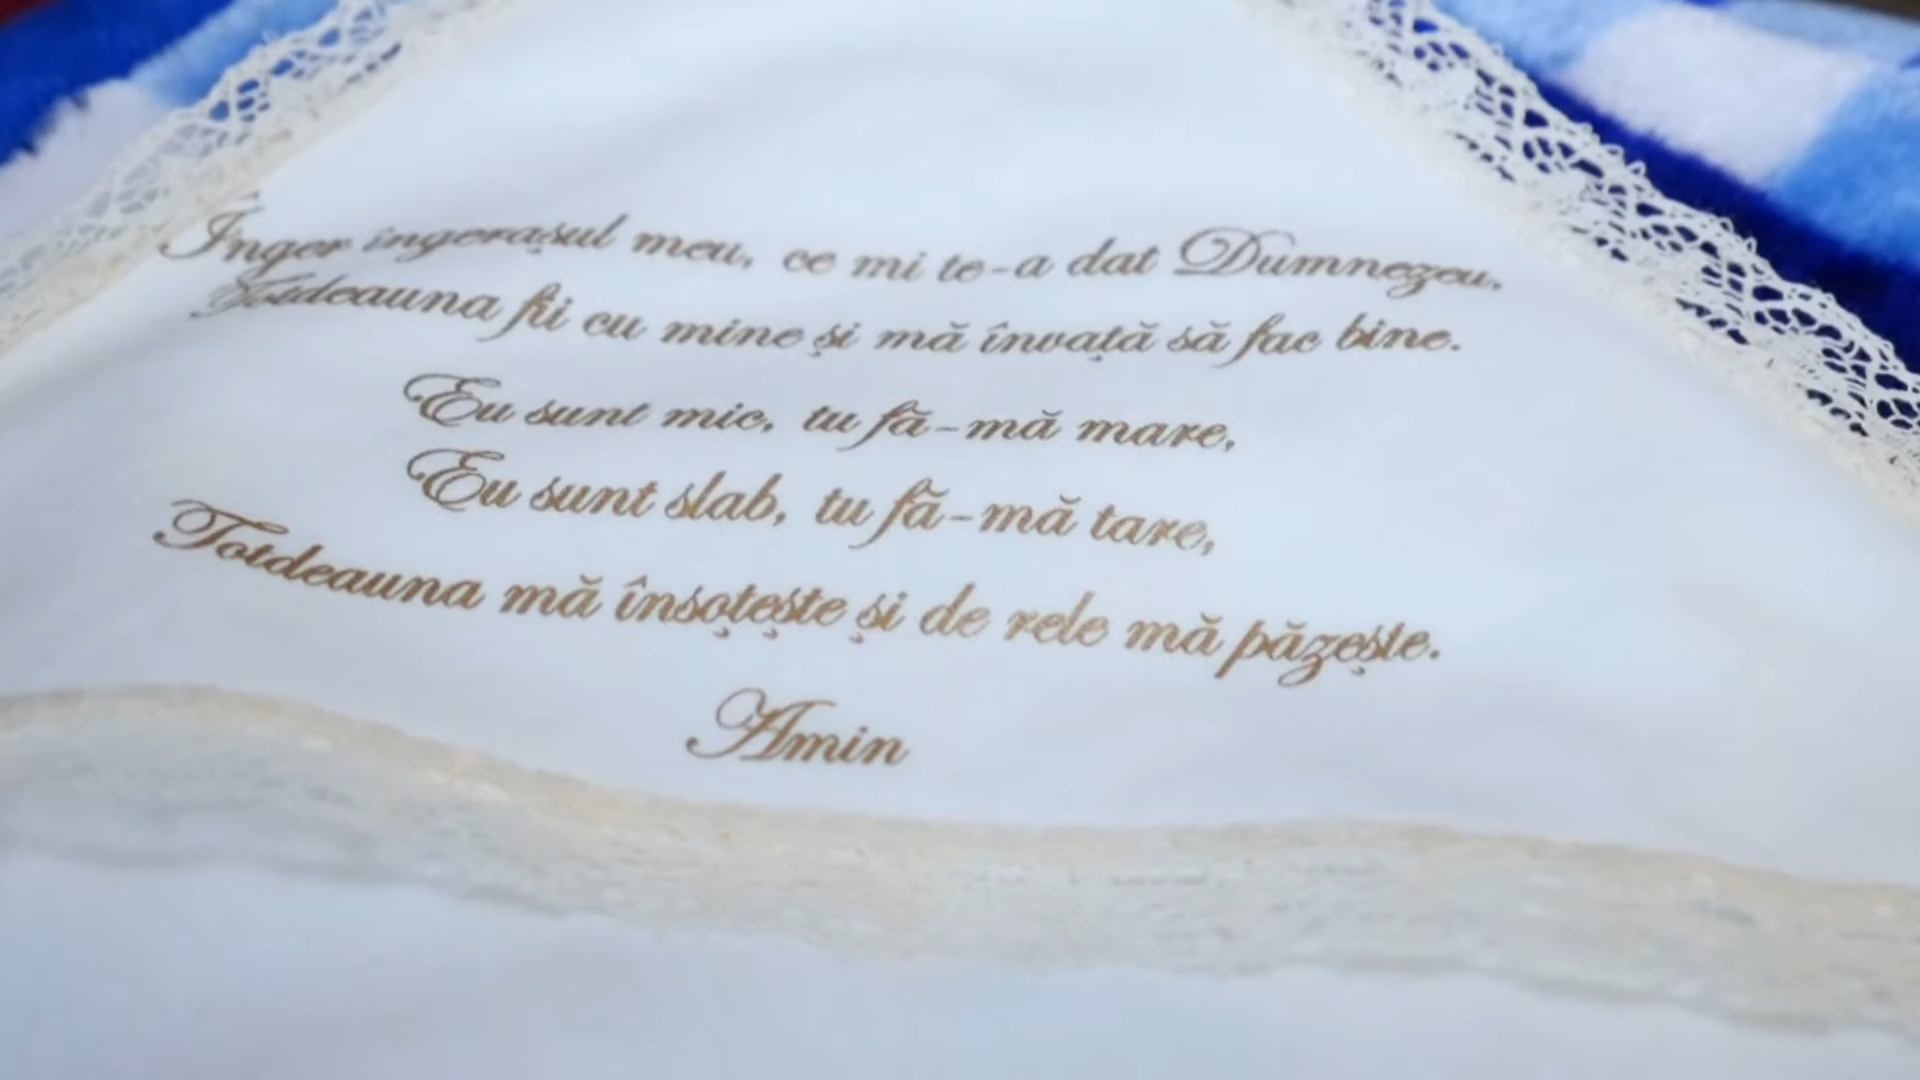 Înger îngerașul meu, ce mi te-a dat Dumnezeu.
Totdeauna fii cu mine și mă învață să fac bine.
Eu sunt mic, tu fă-mă mare,
Eu sunt slab, tu fă-mă tare,
Totdeauna mă însoțește și de rele mă păzește.
Amin